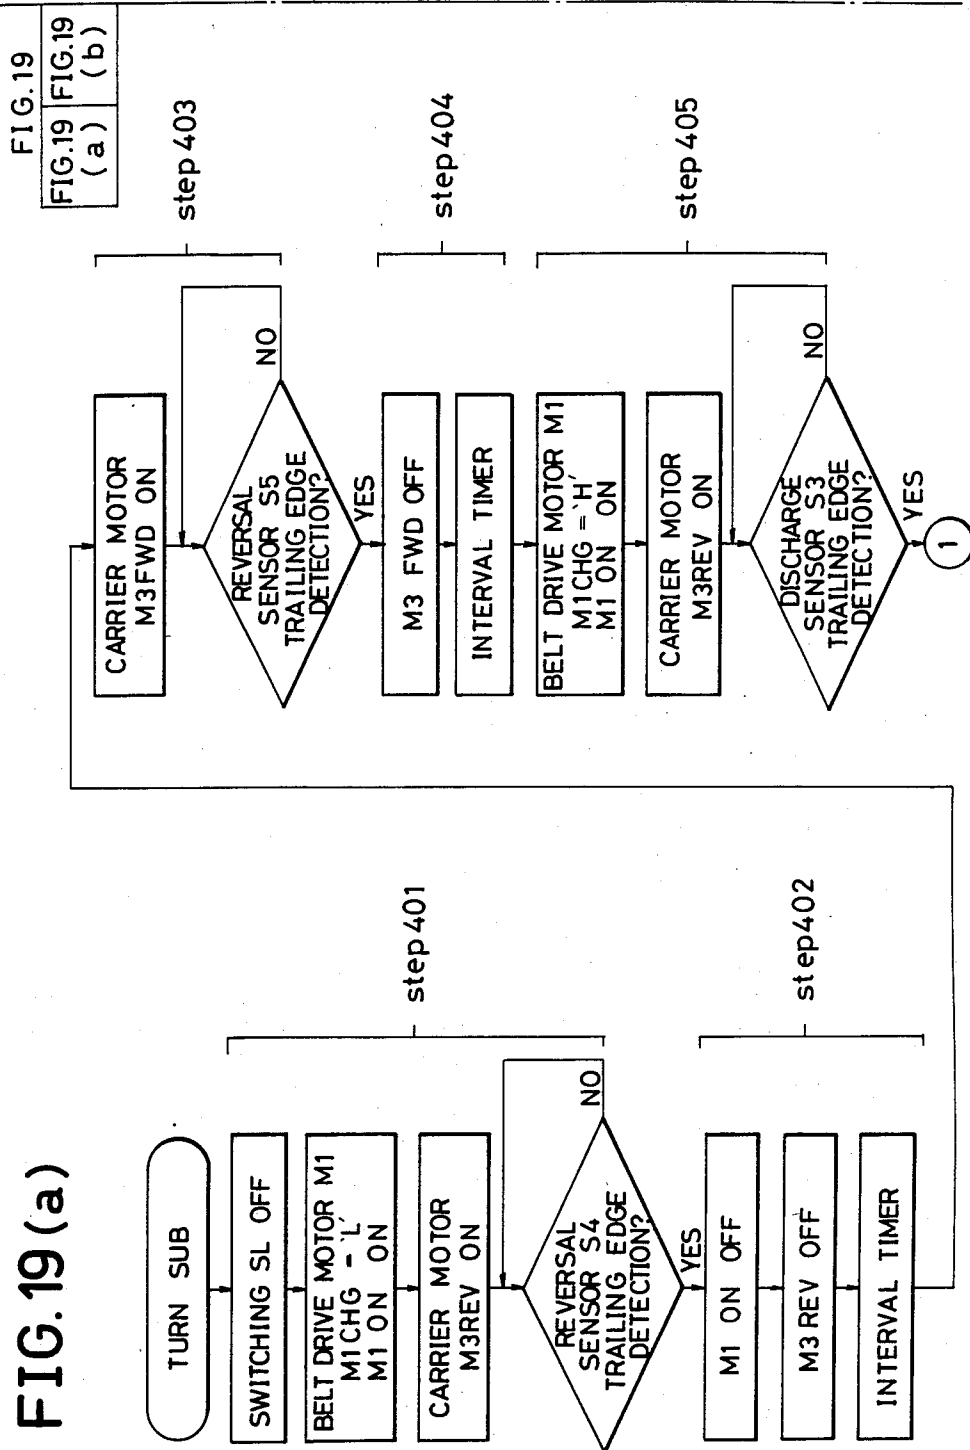 FIG.19(a)
TURN SUB
SWITCHING SL OFF
BELT DRIVE MOTOR M1
M1CHG = 'L'
M1 ON ON
CARRIER MOTOR
M3REV ON
REVERSAL
SENSOR S4
TRAILING EDGE
DETECTION?
NO
YES
step 401
M1 ON OFF
M3 REV OFF
INTERVAL TIMER
step 402
FIG.19
FIG.19 FIG.19
(a) (b)
CARRIER MOTOR
M3FWD ON
REVERSAL
SENSOR S5
TRAILING EDGE
DETECTION?
NO
YES
step 403
M3 FWD OFF
INTERVAL TIMER
step 404
BELT DRIVE MOTOR M1
M1CHG = 'H'
M1 ON ON
CARRIER MOTOR
M3REV ON
DISCHARGE
SENSOR S3
TRAILING EDGE
DETECTION?
NO
YES
step 405
1